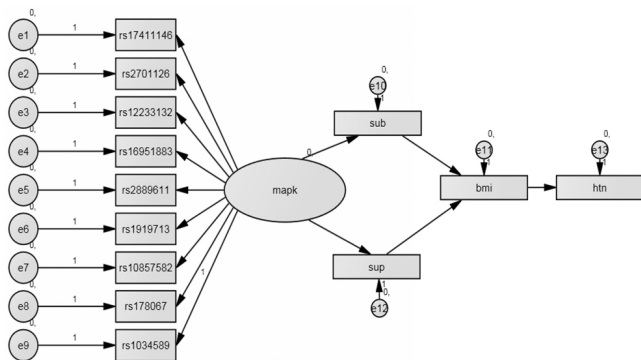 0,
e1 1 rs17411146
0,
e2 1 rs2701126
0,
e3 1 rs12233132
0,
e4 1 rs16951883
0,
e5 1 rs2889611
0,
e6 1 rs1919713
0,
e7 1 rs10857582
0,
e8 1 rs178067
0,
e9 1 rs1034589
1
mapk
0,
0,
e10
1
sub
sup
1
0,
e12
0,
e11
1
bmi
0,
e13
1
htn